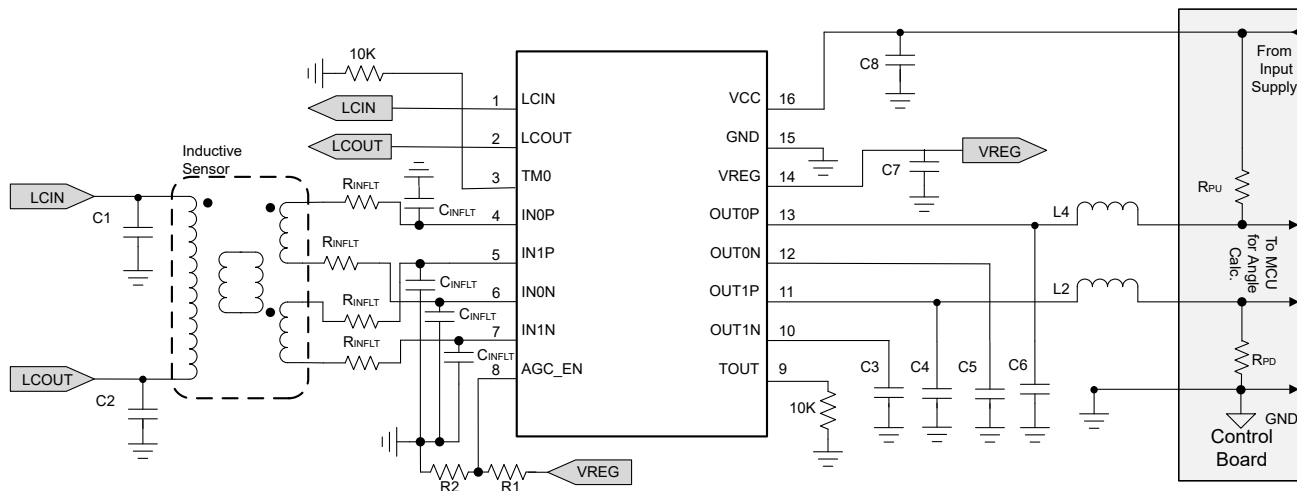 10K
LCIN
LCOUT
Inductive
Sensor
LCIN
C1
LCOUT
C2
RINFLT
RINFLT
RINFLT
RINFLT
CINFLT
CINFLT
CINFLT
CINFLT
1 LCIN
2 LCOUT
3 TM0
4 IN0P
5 IN1P
6 IN0N
7 IN1N
8 AGC_EN
R2
R1
VREG
VCC 16
GND 15
VREG 14
OUT0P 13
OUT0N 12
OUT1P 11
OUT1N 10
TOUT 9
10K
C8
C7
VREG
L4
L2
C3
C4
C5
C6
From
Input
Supply
RPU
To MCU
for Angle
Calc.
RPD
GND
Control
Board